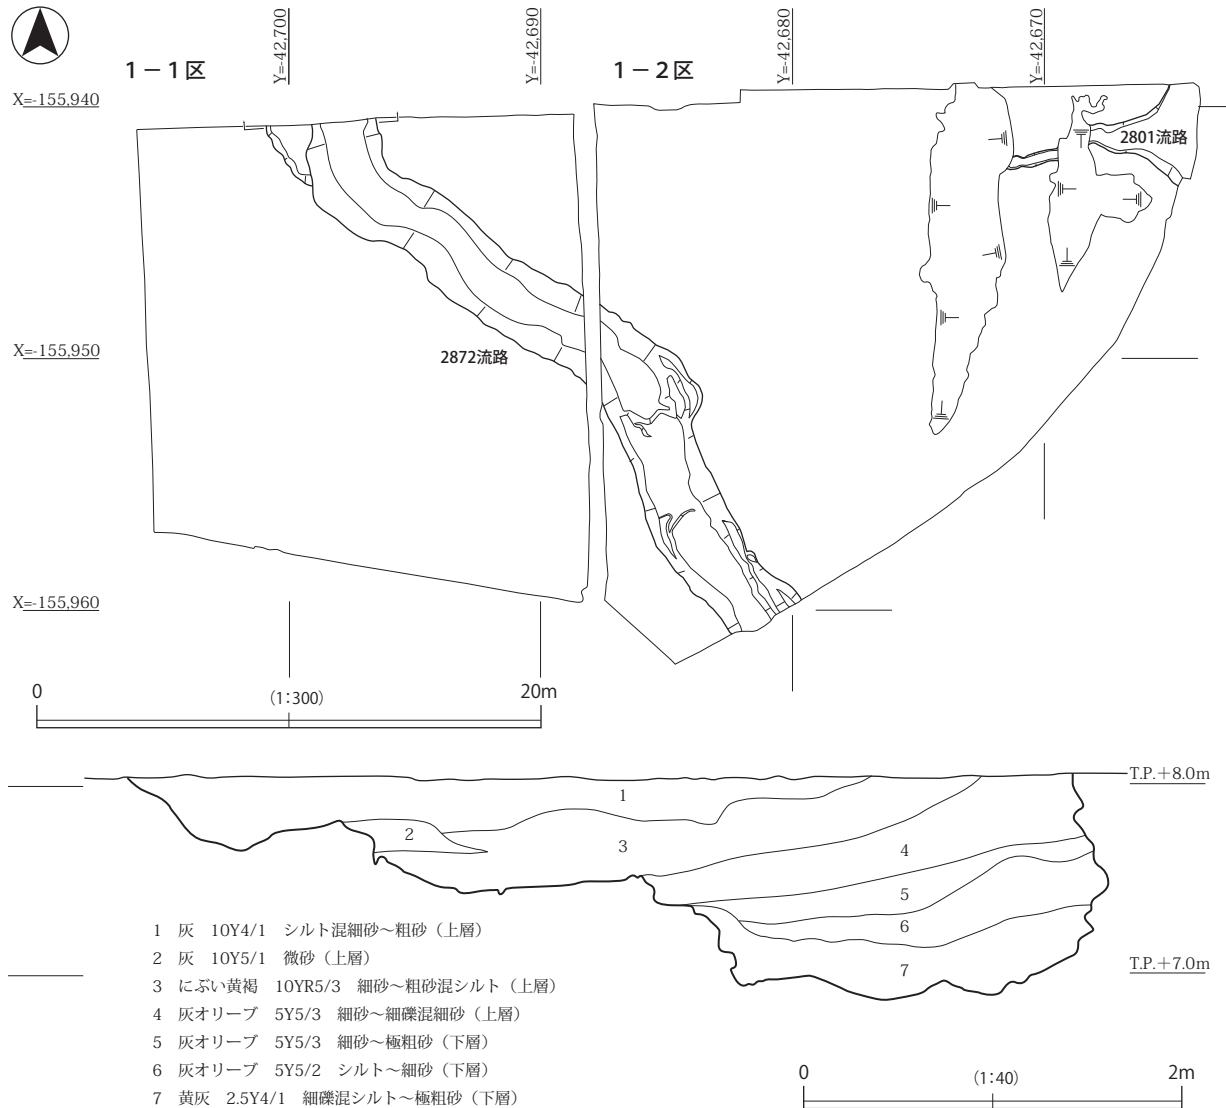 Y=-42,700
Y=-42,690
Y=-42,680
Y=-42,670
1－1区
1－2区
X=-155,940
2801流路
X=-155,950
2872流路
X=-155,960
0 (1:300) 20m
T.P.+8.0m
1
2
3
4
5
6
7
T.P.+7.0m
1 灰 10Y4/1 シルト混細砂～粗砂（上層）
2 灰 10Y5/1 微砂（上層）
3 にぶい黄褐 10YR5/3 細砂～粗砂混シルト（上層）
4 灰オリーブ 5Y5/3 細砂～細礫混細砂（上層）
5 灰オリーブ 5Y5/3 細砂～極粗砂（下層）
6 灰オリーブ 5Y5/2 シルト～細砂（下層）
7 黄灰 2.5Y4/1 細礫混シルト～極粗砂（下層）
0 (1:40) 2m